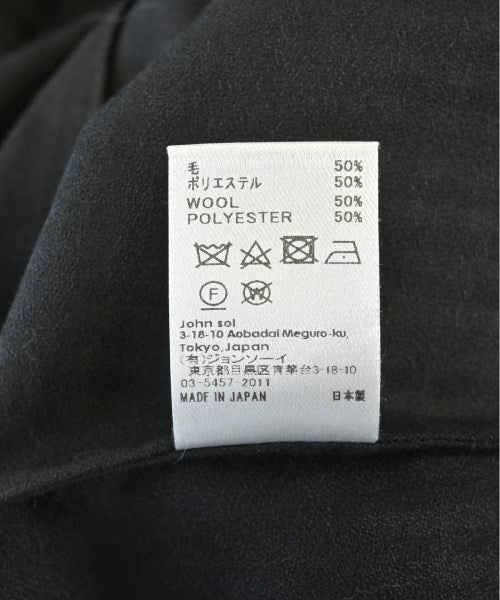 毛 50%
ポリエステル 50%
WOOL 50%
POLYESTER 50%
F W
John sol
3-18-10 Aobadai Meguro-ku,
Tokyo,Japan
(有)ジョンソーイ
東京都目黒区青葉台3-18-10
03-5457-2011
MADE IN JAPAN 日本製